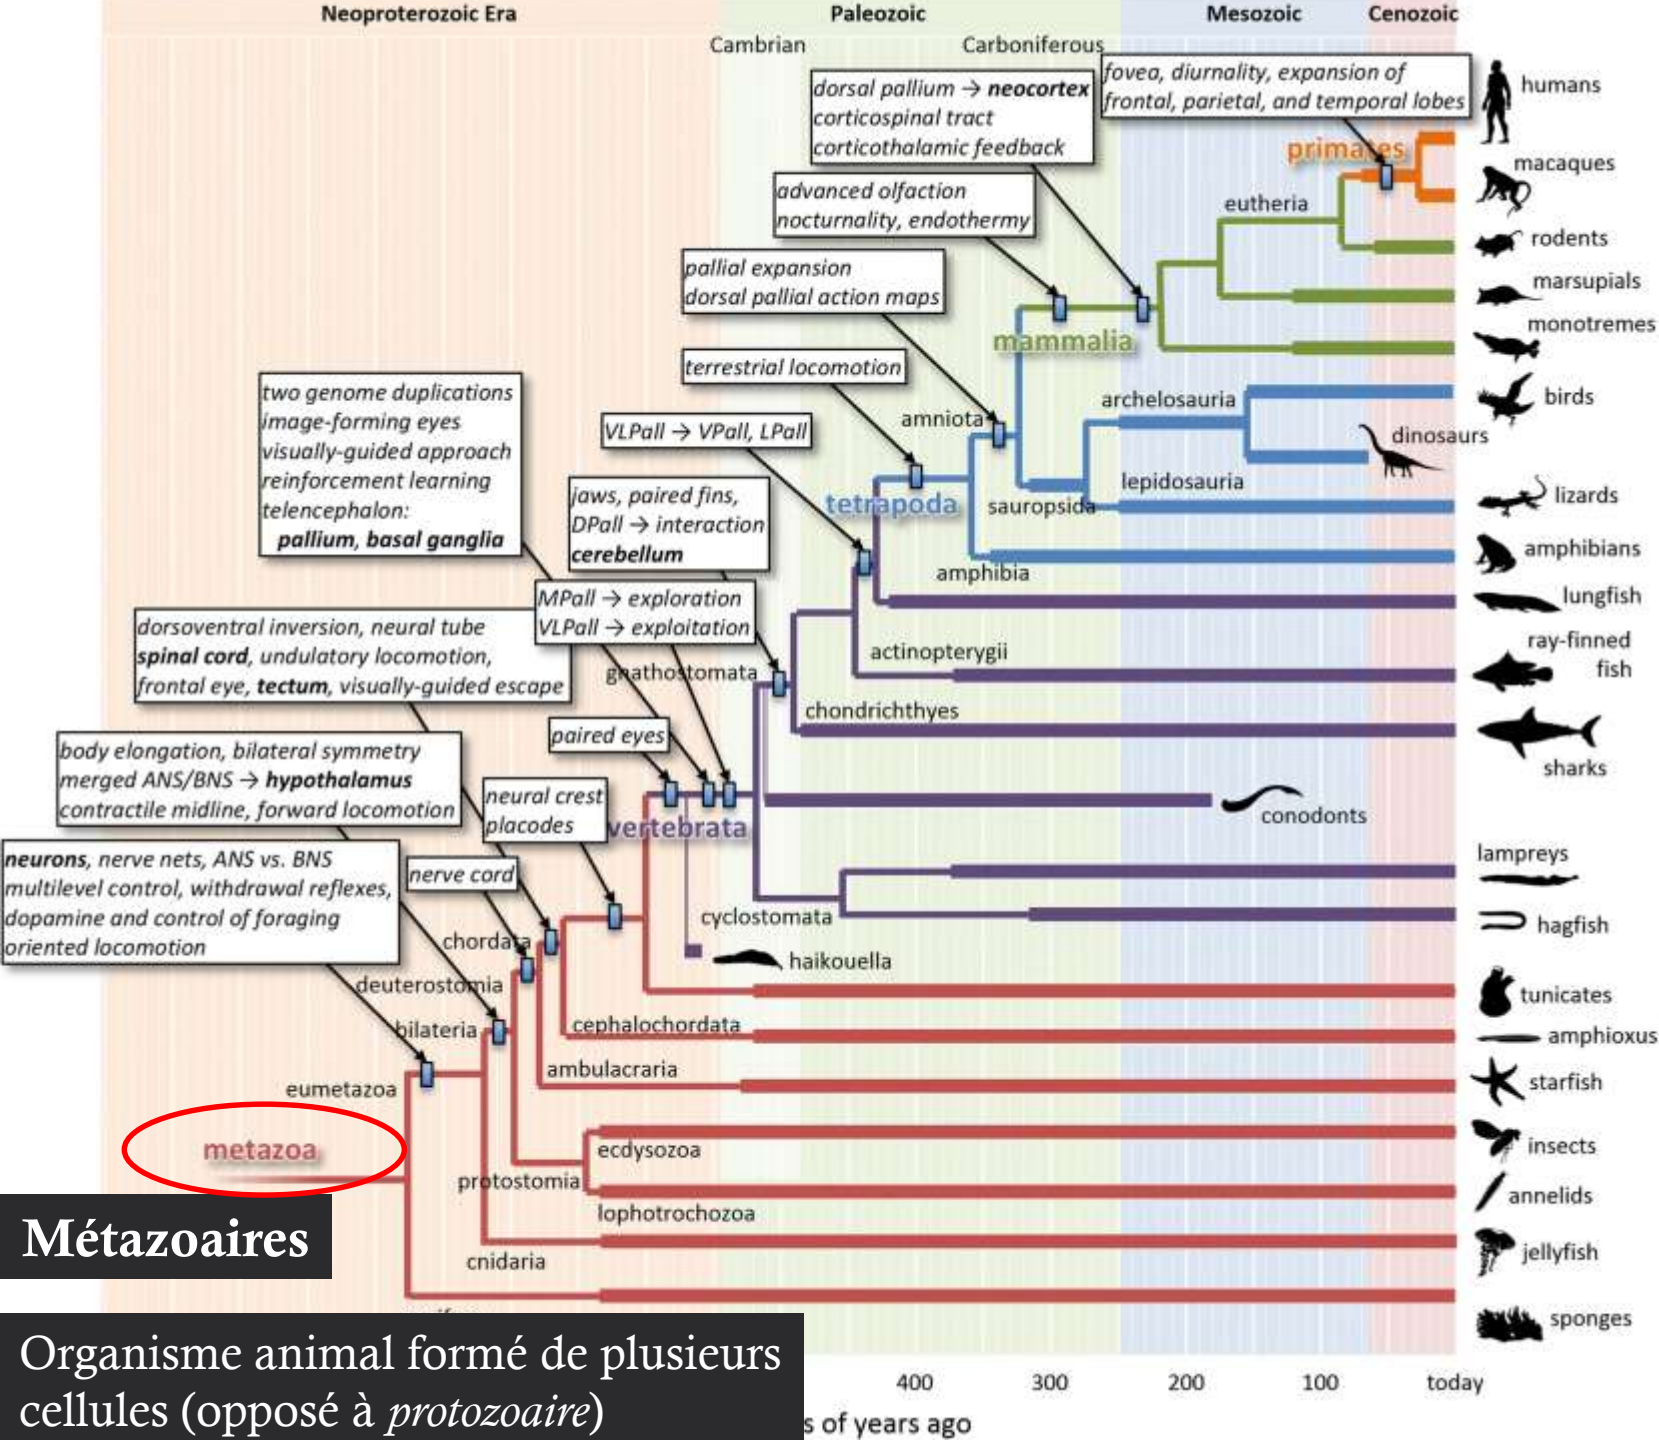 Neoproterozoic Era
Paleozoic
Mesozoic
Cenozoic
Cambrian
Carboniferous
fovea, diurnality, expansion of
frontal, parietal, and temporal lobes
humans
dorsal pallium → neocortex
corticospinal tract
corticothalamic feedback
primates
macaques
advanced olfaction
nocturnality, endothermy
eutheria
rodents
pallial expansion
dorsal pallial action maps
marsupials
mammalia
monotremes
terrestrial locomotion
two genome duplications
image-forming eyes
visually-guided approach
reinforcement learning
telencephalon:
pallium, basal ganglia
archelosauria
birds
amniota
VLPall → VPall, LPall
dinosaurs
lepidosauria
lizards
jaws, paired fins,
DPall → interaction
cerebellum
tetrapoda
sauropsida
amphibians
amphibia
MPall → exploration
VLPall → exploitation
lungfish
dorsoventral inversion, neural tube
spinal cord, undulatory locomotion,
frontal eye, tectum, visually-guided escape
actinopterygii
ray-finned
fish
gnathostomata
chondrichthyes
sharks
paired eyes
body elongation, bilateral symmetry
merged ANS/BNS → hypothalamus
contractile midline, forward locomotion
neural crest
placodes
vertebrata
conodonts
neurons, nerve nets, ANS vs. BNS
multilevel control, withdrawal reflexes,
dopamine and control of foraging
oriented locomotion
nerve cord
lampreys
cyclostomata
hagfish
chordata
haikouella
deuterostomia
tunicates
bilateria
cephalochordata
amphioxus
ambulacraria
starfish
eumetazoa
metazoa
ecdysozoa
insects
protostomia
annelids
lophotrochozoa
Métazoaires
cnidaria
jellyfish
sponges
Organisme animal formé de plusieurs
cellules (opposé à protozoaire)
400
300
200
100
today
s of years ago